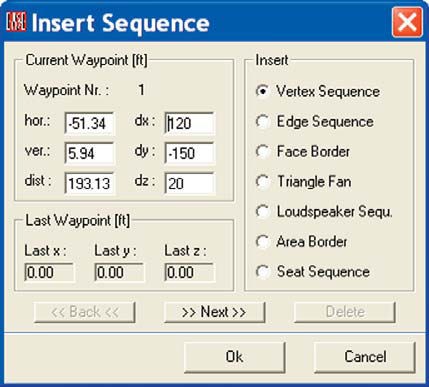 EASE Insert Sequence
Current Waypoint [ft]
Waypoint Nr. : 1
hor.: -51.34 dx : 120
ver.: 5.94 dy : -150
dist : 193.13 dz : 20
Last Waypoint [ft]
Last x : Last y : Last z :
0.00 0.00 0.00
Insert
Vertex Sequence
Edge Sequence
Face Border
Triangle Fan
Loudspeaker Sequ.
Area Border
Seat Sequence
<< Back << >> Next >> Delete
Ok Cancel